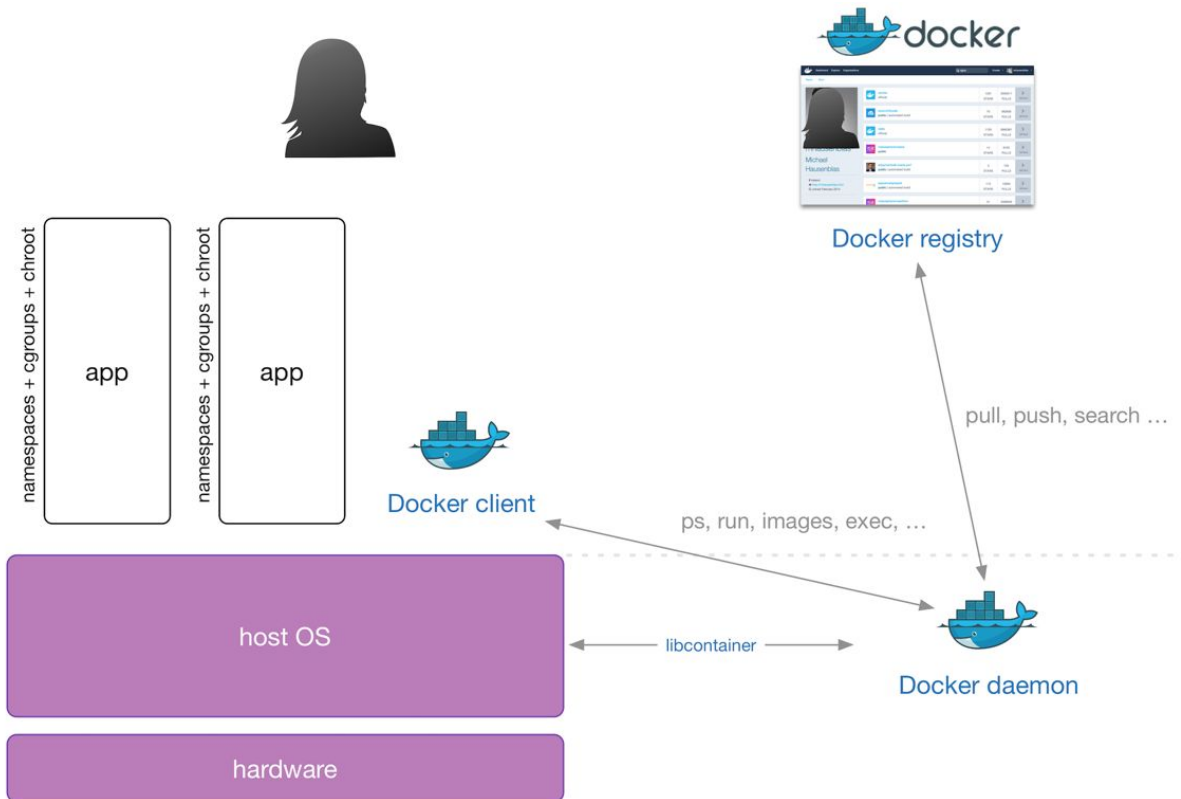 docker
Michael
Hausenblas
Docker registry
namespaces + cgroups + chroot
app
namespaces + cgroups + chroot
app
pull, push, search ...
Docker client
ps, run, images, exec, ...
host OS
libcontainer
Docker daemon
hardware